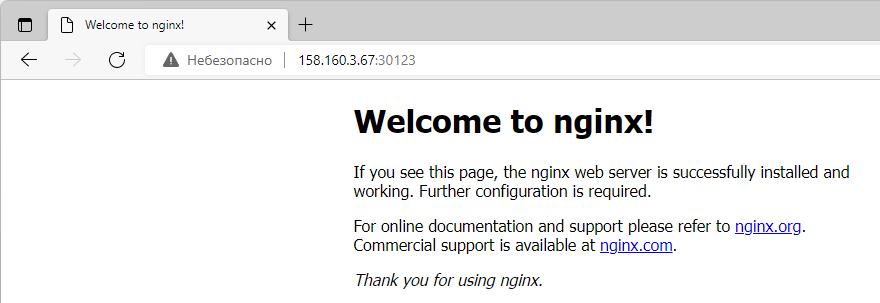 Welcome to nginx!
Небезопасно 158.160.3.67:30123
Welcome to nginx!
If you see this page, the nginx web server is successfully installed and
working. Further configuration is required.
For online documentation and support please refer to nginx.org.
Commercial support is available at nginx.com.
Thank you for using nginx.